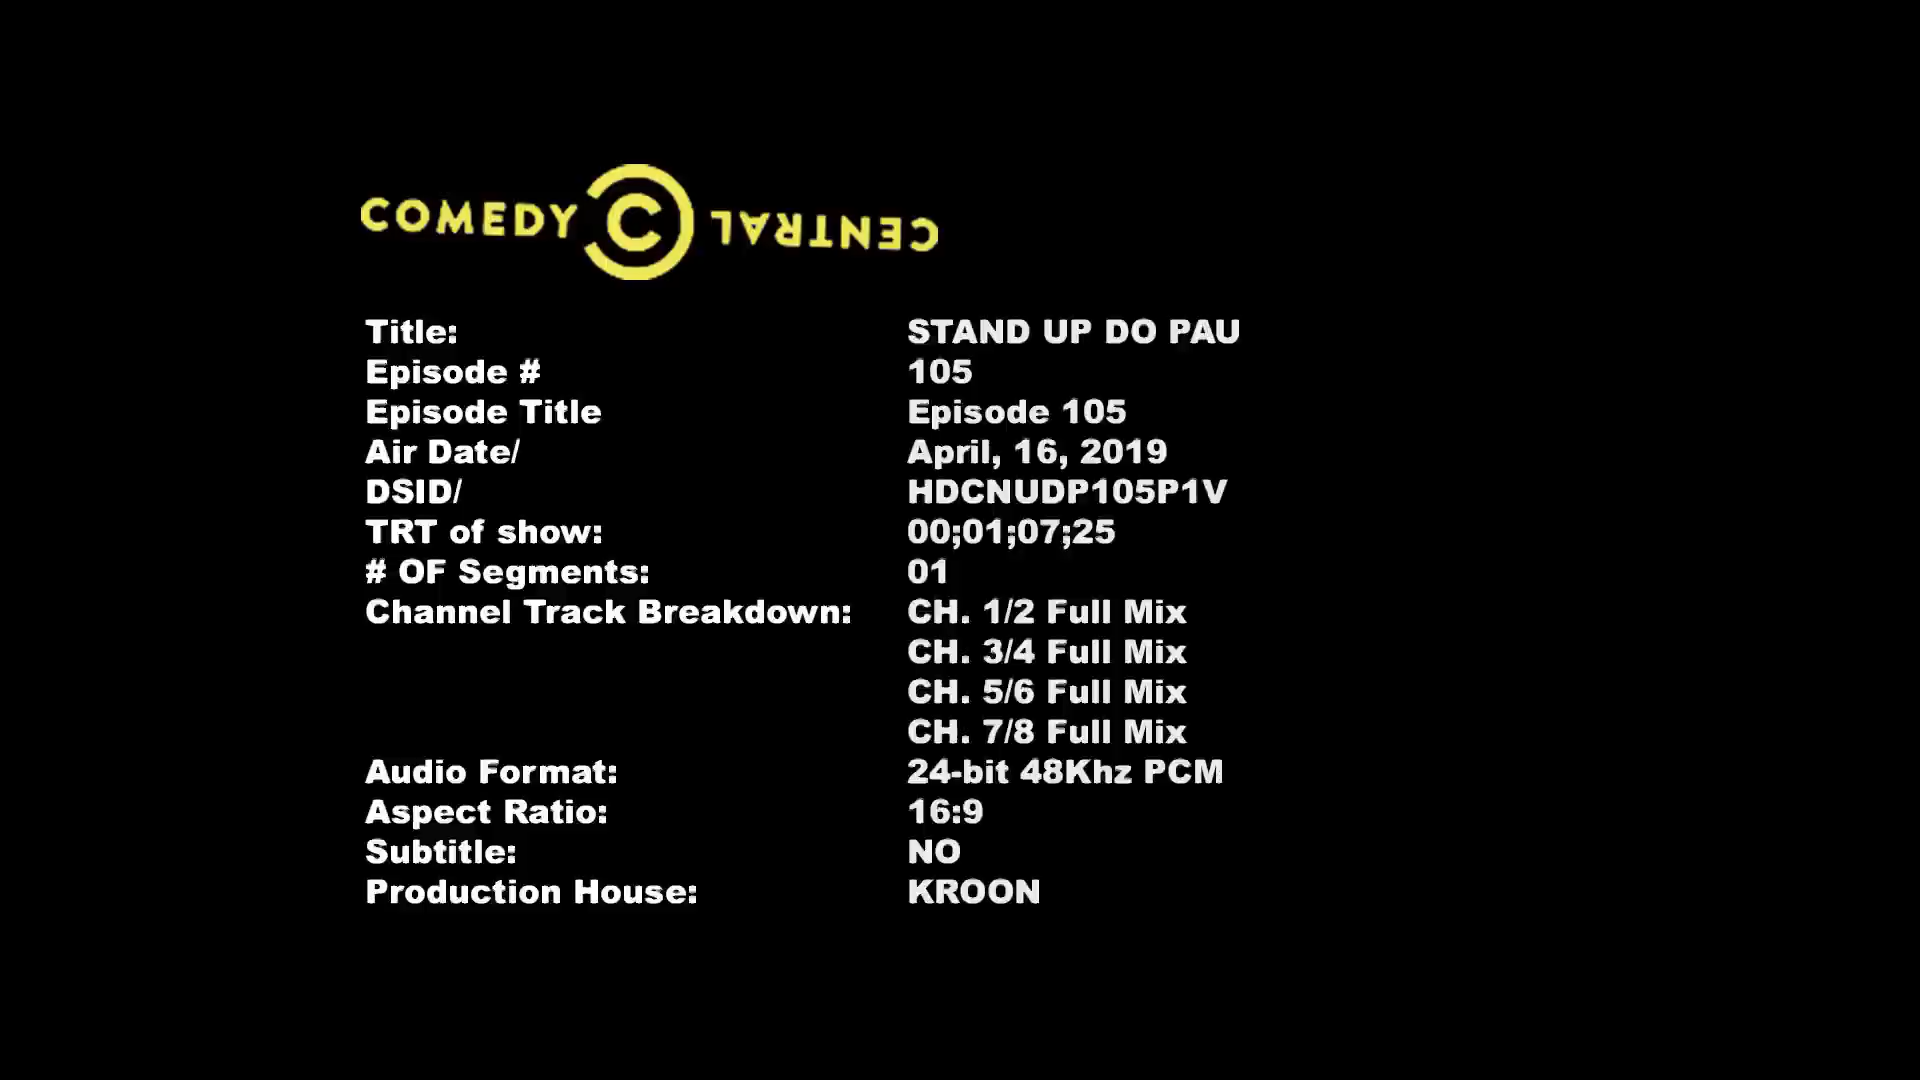 COMEDY C CENTRAL
Title: STAND UP DO PAU
Episode # 105
Episode Title Episode 105
Air Date/ April, 16, 2019
DSID/ HDCNUDP105P1V
TRT of show: 00;01;07;25
# OF Segments: 01
Channel Track Breakdown: CH. 1/2 Full Mix
CH. 3/4 Full Mix
CH. 5/6 Full Mix
CH. 7/8 Full Mix
Audio Format: 24-bit 48Khz PCM
Aspect Ratio: 16:9
Subtitle: NO
Production House: KROON